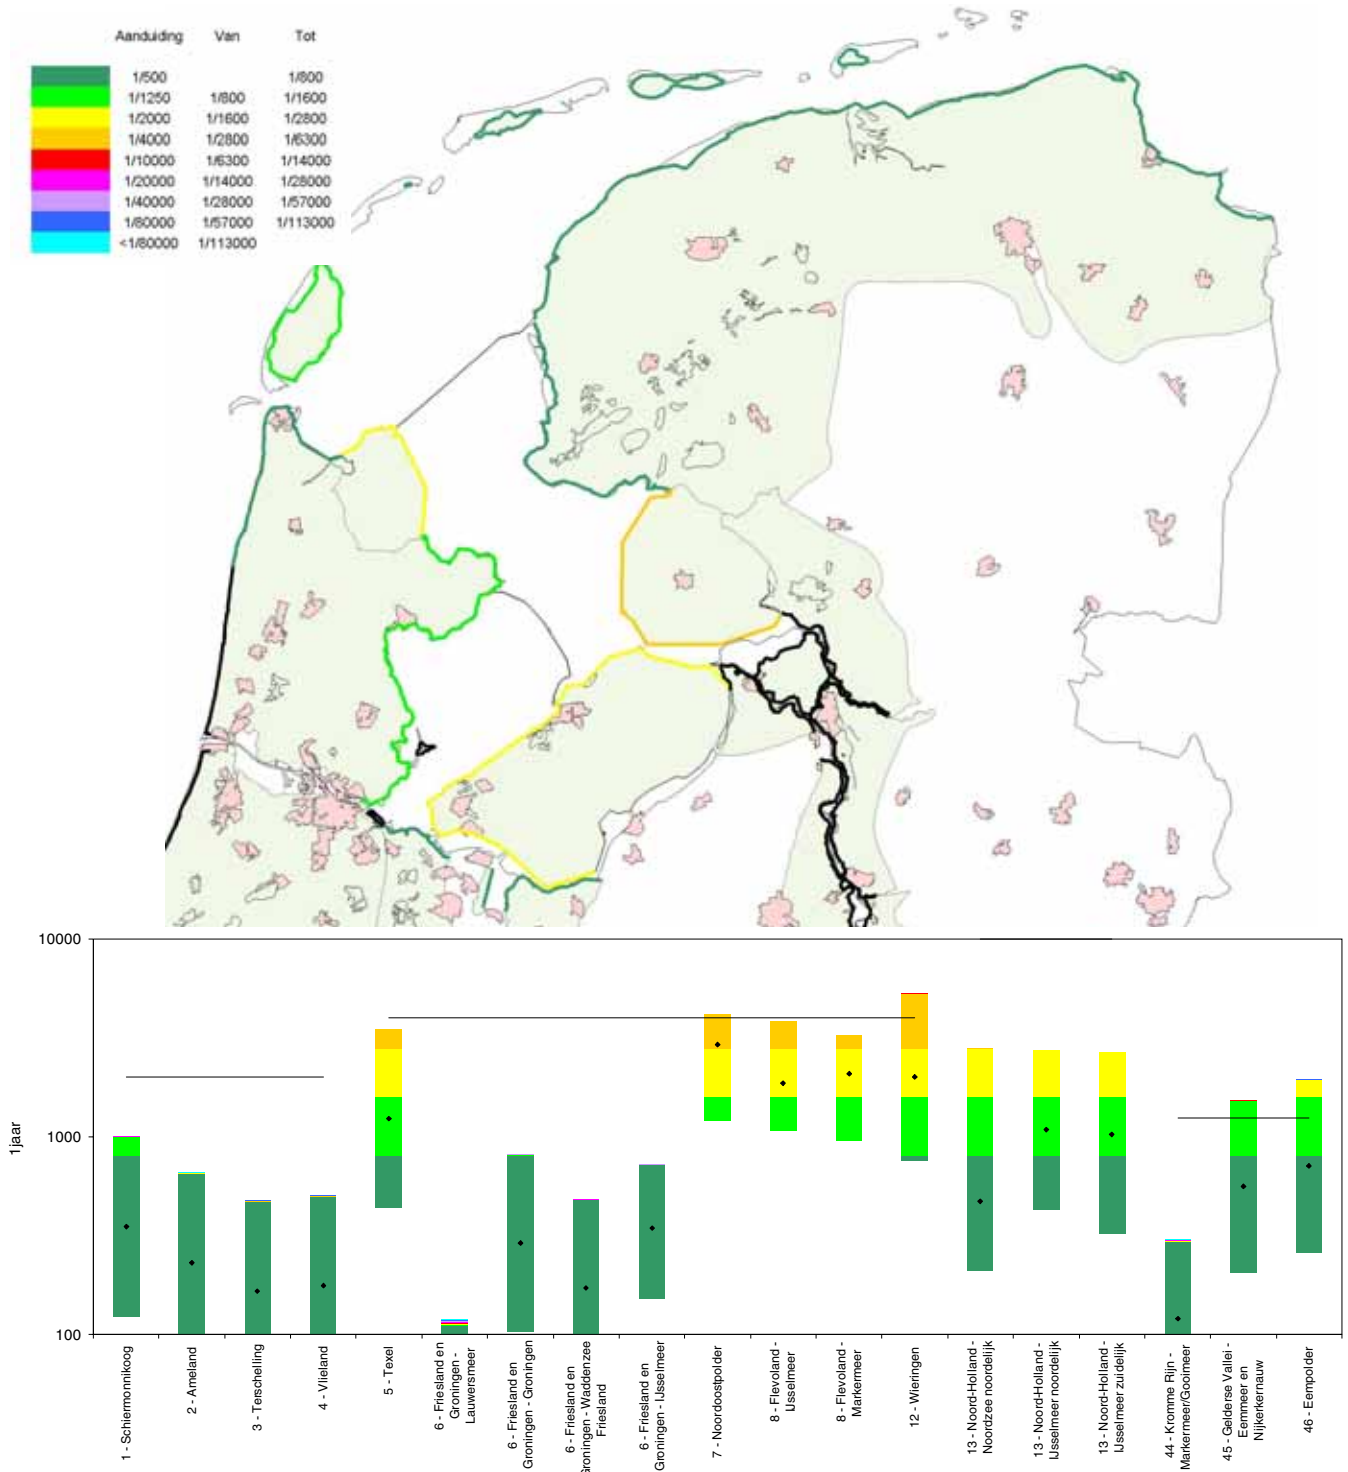 Aanduiding Van Tot
1/500 1/800
1/1250 1/800 1/1600
1/2000 1/1600 1/2800
1/4000 1/2800 1/6300
1/10000 1/6300 1/14000
1/20000 1/14000 1/28000
1/40000 1/28000 1/57000
1/80000 1/57000 1/113000
<1/80000 1/113000
10000
1000
100
1jaar
1 - Schiermonnikoog
2 - Ameland
3 - Terschelling
4 - Vlieland
5 - Texel
6 - Friesland en
Groningen -
Lauwersmeer
6 - Friesland en
Groningen - Groningen
6 - Friesland en
Groningen - Waddenzee
Friesland
6 - Friesland en
Groningen - IJsselmeer
7 - Noordoostpolder
8 - Flevoland -
IJsselmeer
8 - Flevoland -
Markermeer
12 - Wieringen
13 - Noord-Holland -
Noordzee noordelijk
13 - Noord-Holland -
IJsselmeer noordelijk
13 - Noord-Holland -
IJsselmeer zuidelijk
44 - Kromme Rijn -
Markermeer/Gooimeer
45 - Gelderse Vallei -
Eemmeer en
Nijkerkernauw
46 - Eempolder